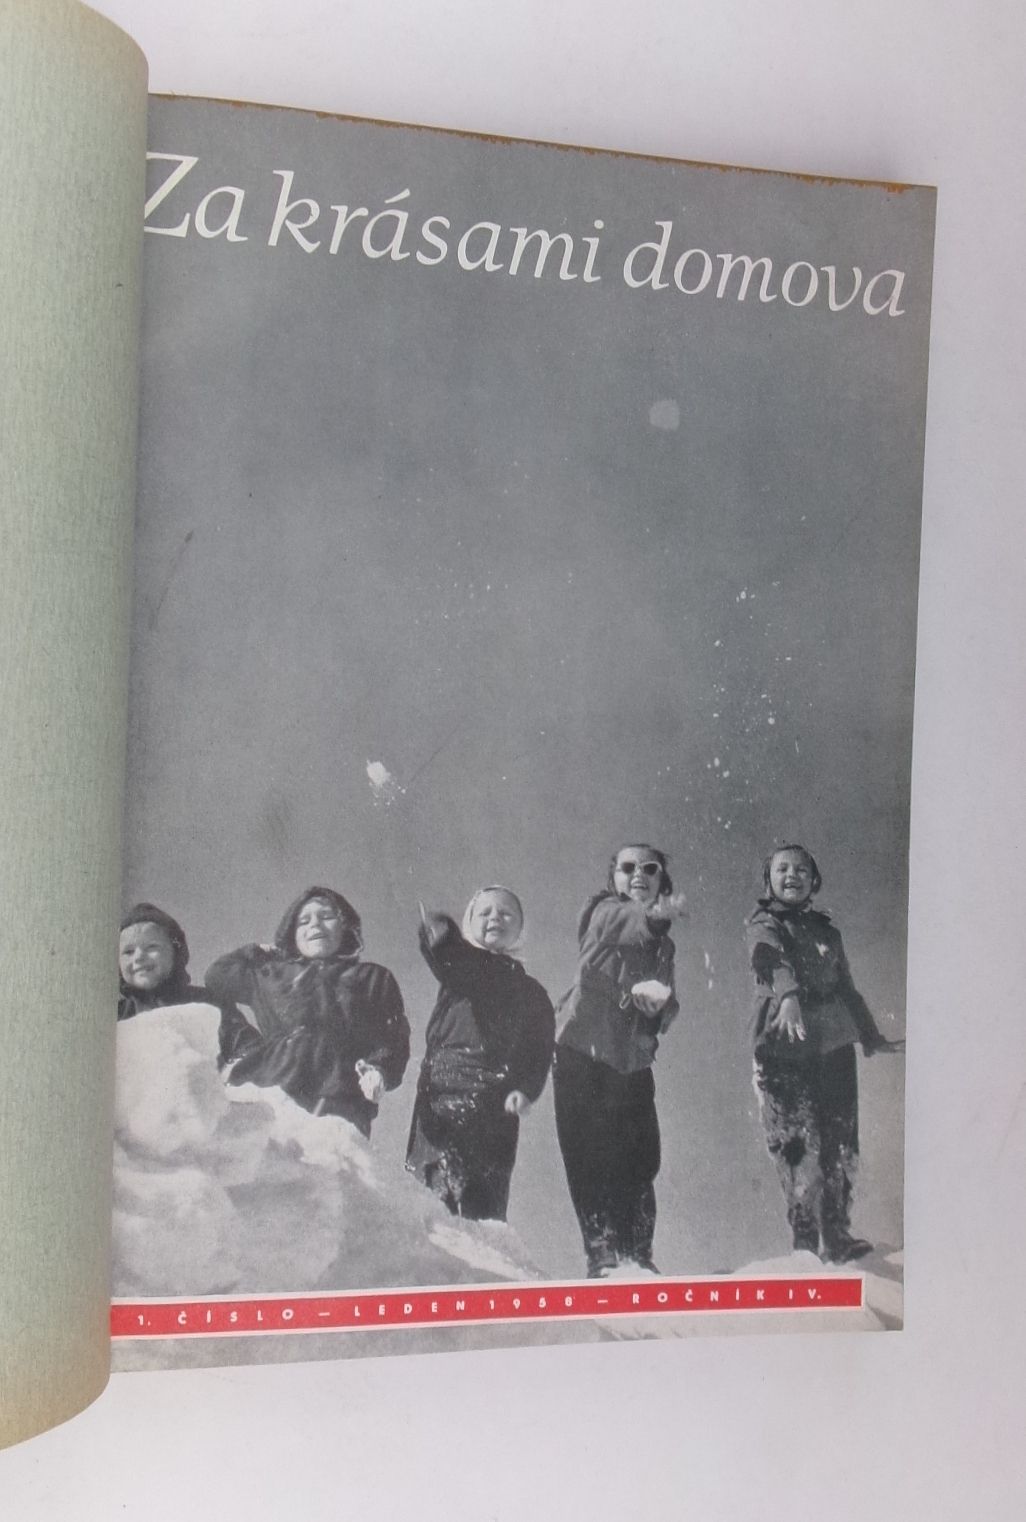 Za krásami domova
1. ČÍSLO — LEDEN 1958 — ROČNÍK IV.